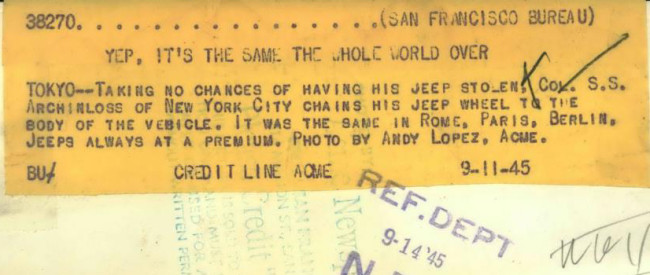 38270. . . . . . . . . . . . . . . . . . .(SAN FRANCISCO BUREAU)
YEP, IT'S THE SAME THE WHOLE WORLD OVER
TOKYO--TAKING NO CHANCES OF HAVING HIS JEEP STOLEN, COL. S.S.
ARCHINLOSS OF NEW YORK CITY CHAINS HIS JEEP WHEEL TO THE
BODY OF THE VEHICLE. IT WAS THE SAME IN ROME, PARIS, BERLIN,
JEEPS ALWAYS AT A PREMIUM. PHOTO BY ANDY LOPEZ, ACME.
BU/ CREDIT LINE ACME 9-11-45
REF. DEPT
9-14'45
N